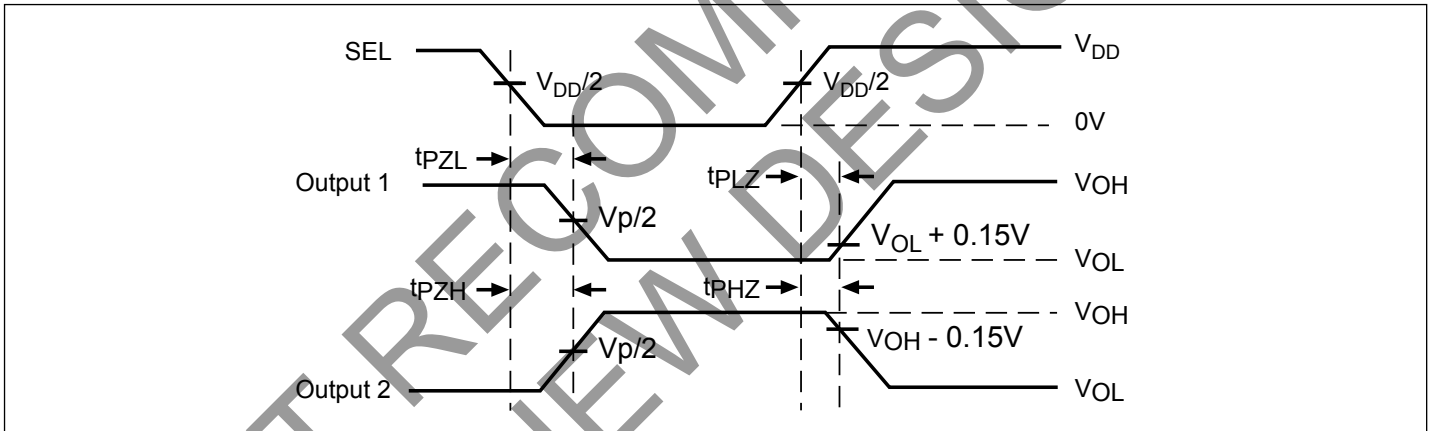 SEL
VDD
VDD/2
VDD/2
0V
tPZL
tPLZ
Output 1
VOH
Vp/2
VOL + 0.15V
VOL
tPZH
tPHZ
VOH
Vp/2
VOH - 0.15V
Output 2
VOL